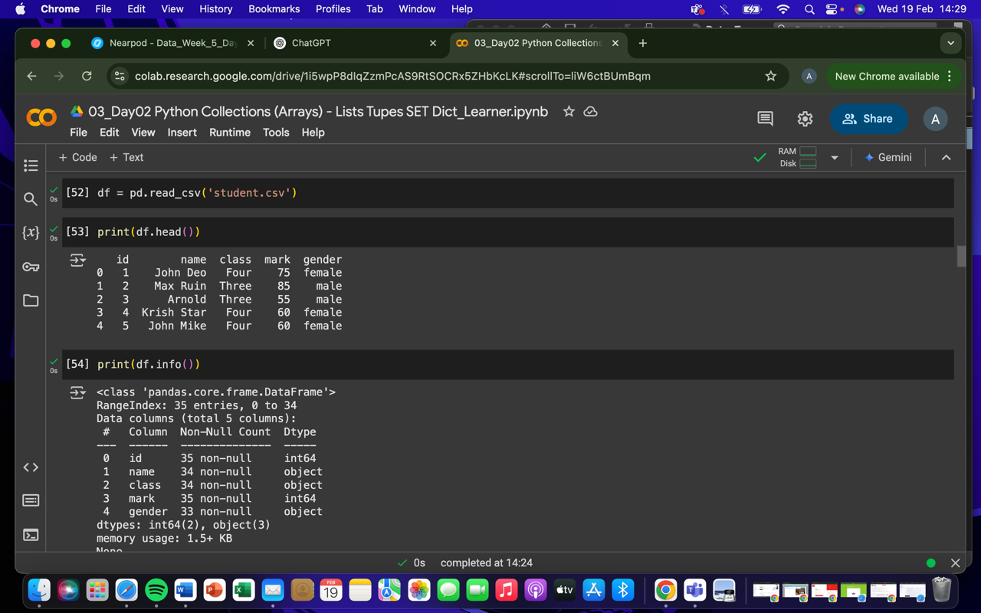 Chrome File Edit View History Bookmarks Profiles Tab Window Help Wed 19 Feb 14:29
Nearpod - Data_Week_5_Da ChatGPT 03_Day02 Python Collections
colab.research.google.com/drive/1i5wpP8dIqZzmPcAS9RtSOCRx5ZHbKcLK#scrollTo=liW6ctBUmBqm A New Chrome available
CO 03_Day02 Python Collections (Arrays) - Lists Tupes SET Dict_Learner.ipynb
File Edit View Insert Runtime Tools Help
Share A
+ Code + Text RAM Disk Gemini
[52] df = pd.read_csv('student.csv')
0s
[53] print(df.head())
0s
id name class mark gender
0 1 John Deo Four 75 female
1 2 Max Ruin Three 85 male
2 3 Arnold Three 55 male
3 4 Krish Star Four 60 female
4 5 John Mike Four 60 female
[54] print(df.info())
0s
<class 'pandas.core.frame.DataFrame'>
RangeIndex: 35 entries, 0 to 34
Data columns (total 5 columns):
# Column Non-Null Count Dtype
--- ------ -------------- -----
0 id 35 non-null int64
1 name 34 non-null object
2 class 34 non-null object
3 mark 35 non-null int64
4 gender 33 non-null object
dtypes: int64(2), object(3)
memory usage: 1.5+ KB
None
0s completed at 14:24
FEB
19
tv